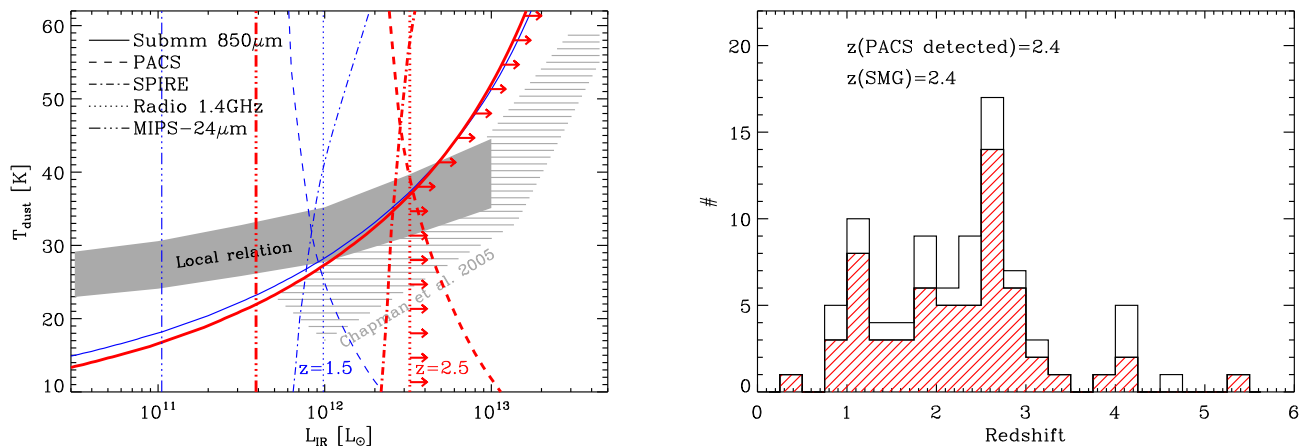 Submm 850μm
PACS
SPIRE
Radio 1.4GHz
MIPS-24μm
Local relation
Chapman et al. 2005
z=1.5
z=2.5
10
20
30
40
50
60
T_dust [K]
10^11
10^12
10^13
L_IR [L_⊙]
z(PACS detected)=2.4
z(SMG)=2.4
0
5
10
15
20
#
0
1
2
3
4
5
6
Redshift